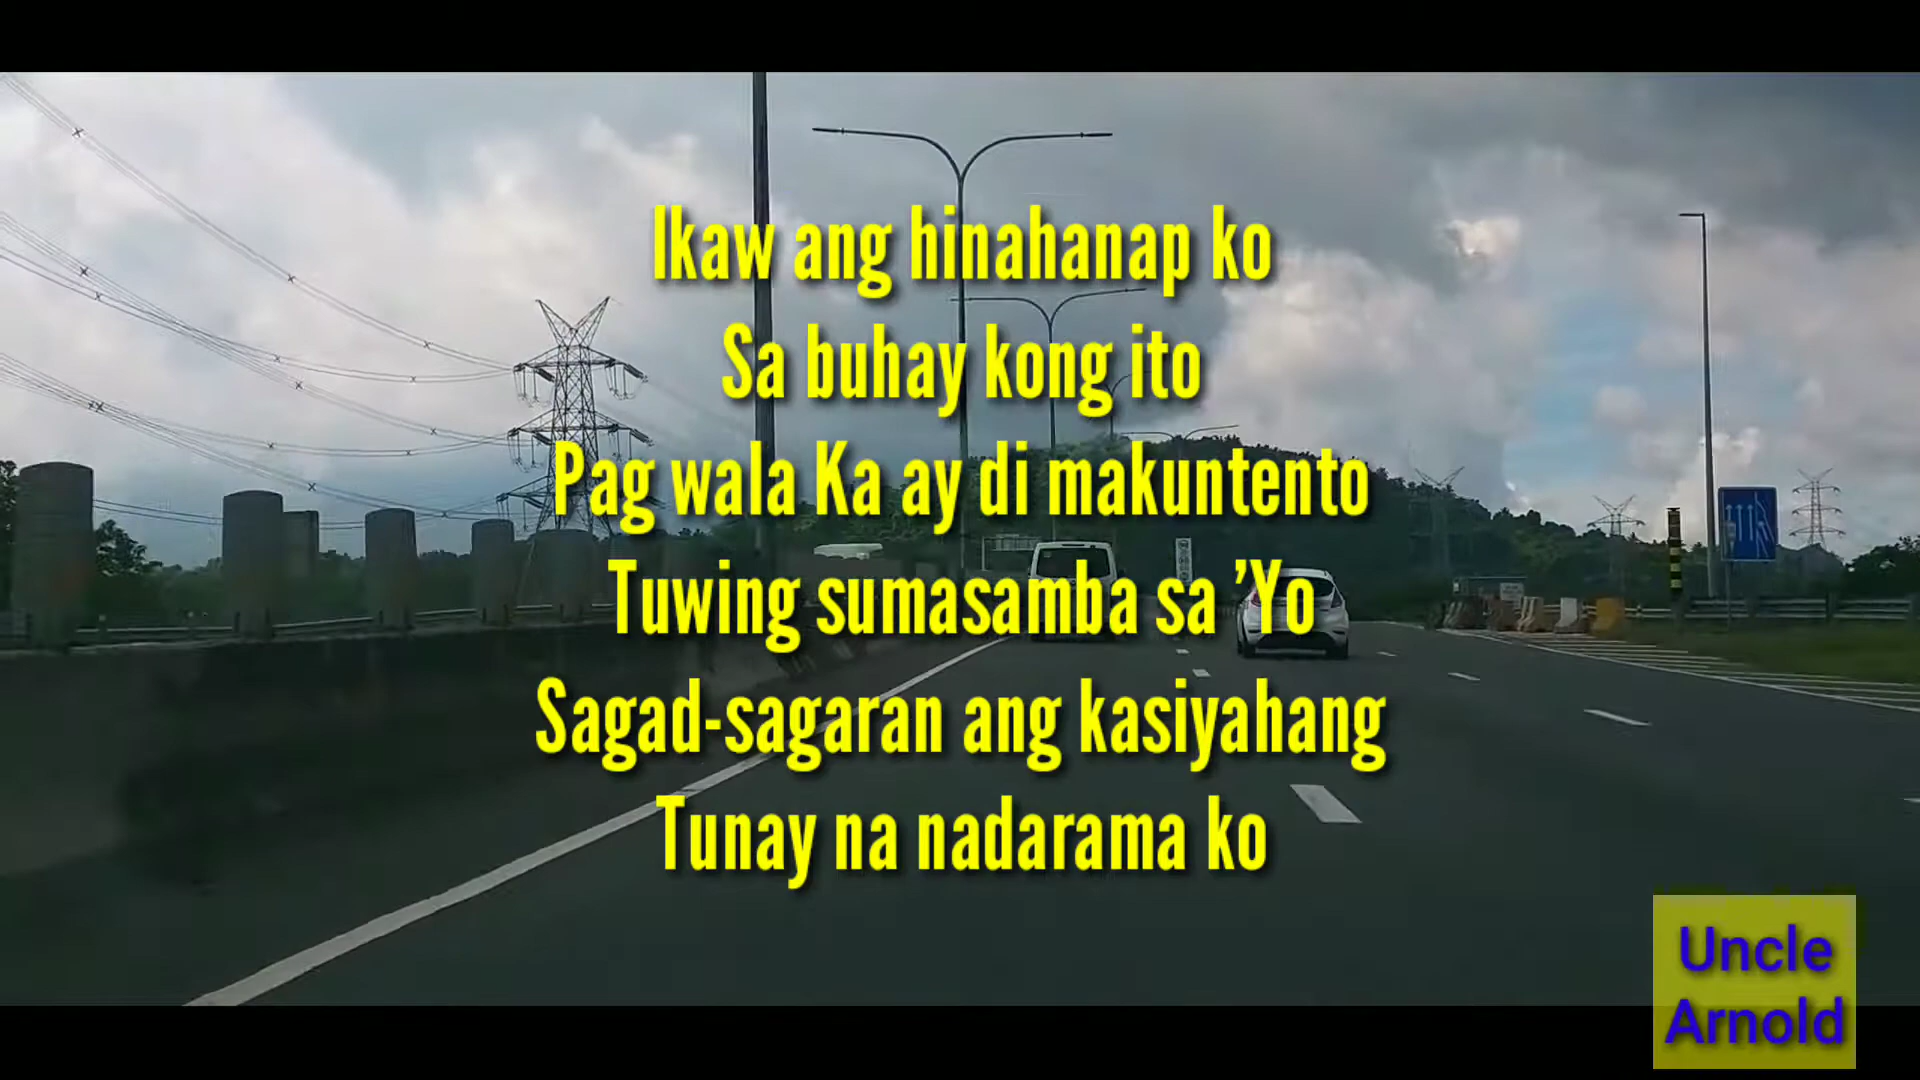 Ikaw ang hinahanap ko
Sa buhay kong ito
Pag wala Ka ay di makuntento
Tuwing sumasamba sa ’Yo
Sagad-sagaran ang kasiyahang
Tunay na nadarama ko
Uncle
Arnold